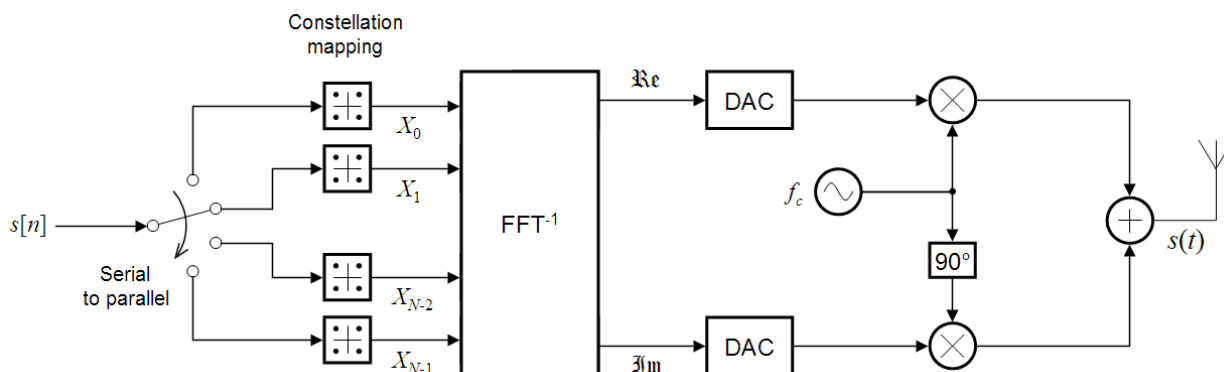 Constellation
mapping
ℜe
DAC
X0
X1
fc
s[n]
FFT-1
s(t)
90°
Serial
to parallel
XN-2
XN-1
ℑm
DAC